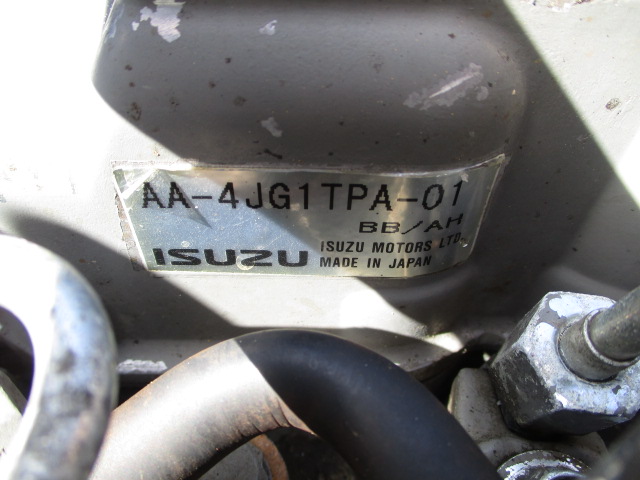 AA-4JG1TPA-01
BB/AH
ISUZU
ISUZU MOTORS LTD.
MADE IN JAPAN